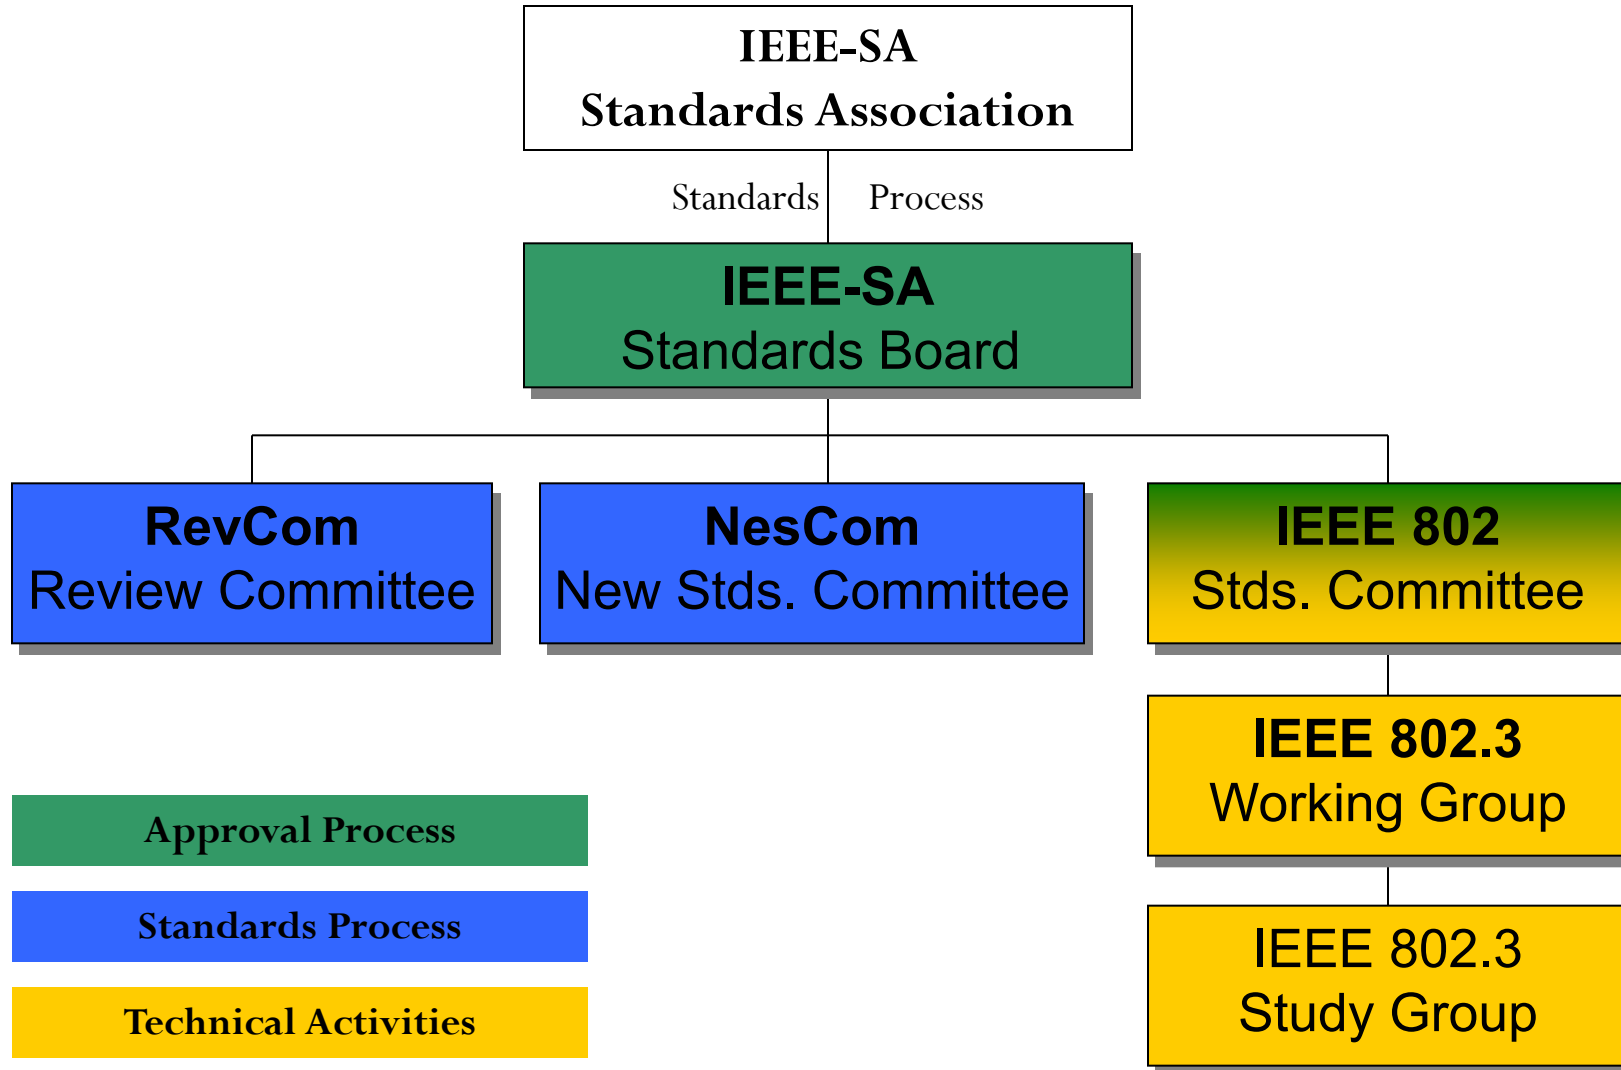 IEEE-SA
Standards Association
Standards Process
IEEE-SA
Standards Board
RevCom
Review Committee
NesCom
New Stds. Committee
IEEE 802
Stds. Committee
IEEE 802.3
Working Group
IEEE 802.3
Study Group
Approval Process
Standards Process
Technical Activities